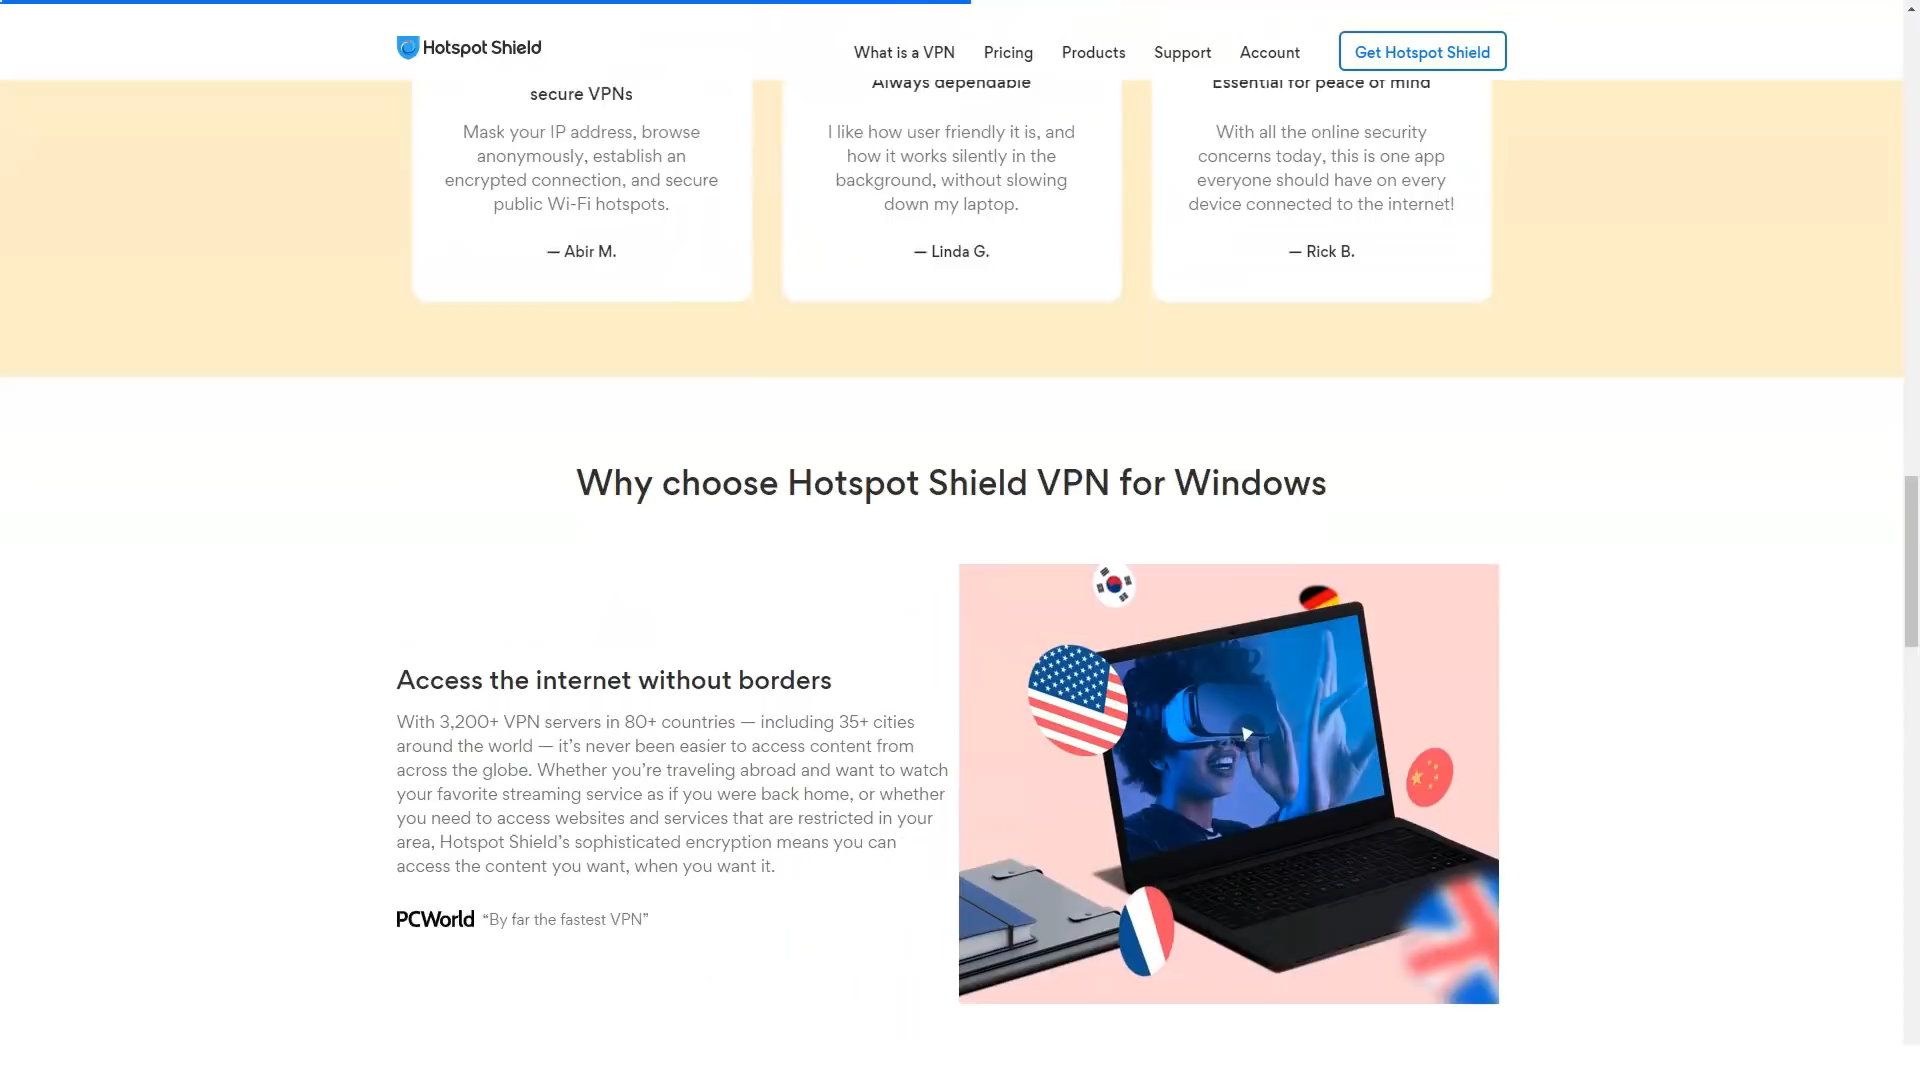 Hotspot Shield
What is a VPN
Pricing
Products
Support
Account
Get Hotspot Shield
secure VPNs
Mask your IP address, browse
anonymously, establish an
encrypted connection, and secure
public Wi-Fi hotspots.
— Abir M.
Always dependable
I like how user friendly it is, and
how it works silently in the
background, without slowing
down my laptop.
— Linda G.
Essential for peace of mind
With all the online security
concerns today, this is one app
everyone should have on every
device connected to the internet!
— Rick B.
Why choose Hotspot Shield VPN for Windows
Access the internet without borders
With 3,200+ VPN servers in 80+ countries — including 35+ cities
around the world — it’s never been easier to access content from
across the globe. Whether you’re traveling abroad and want to watch
your favorite streaming service as if you were back home, or whether
you need to access websites and services that are restricted in your
area, Hotspot Shield’s sophisticated encryption means you can
access the content you want, when you want it.
PCWorld “By far the fastest VPN”